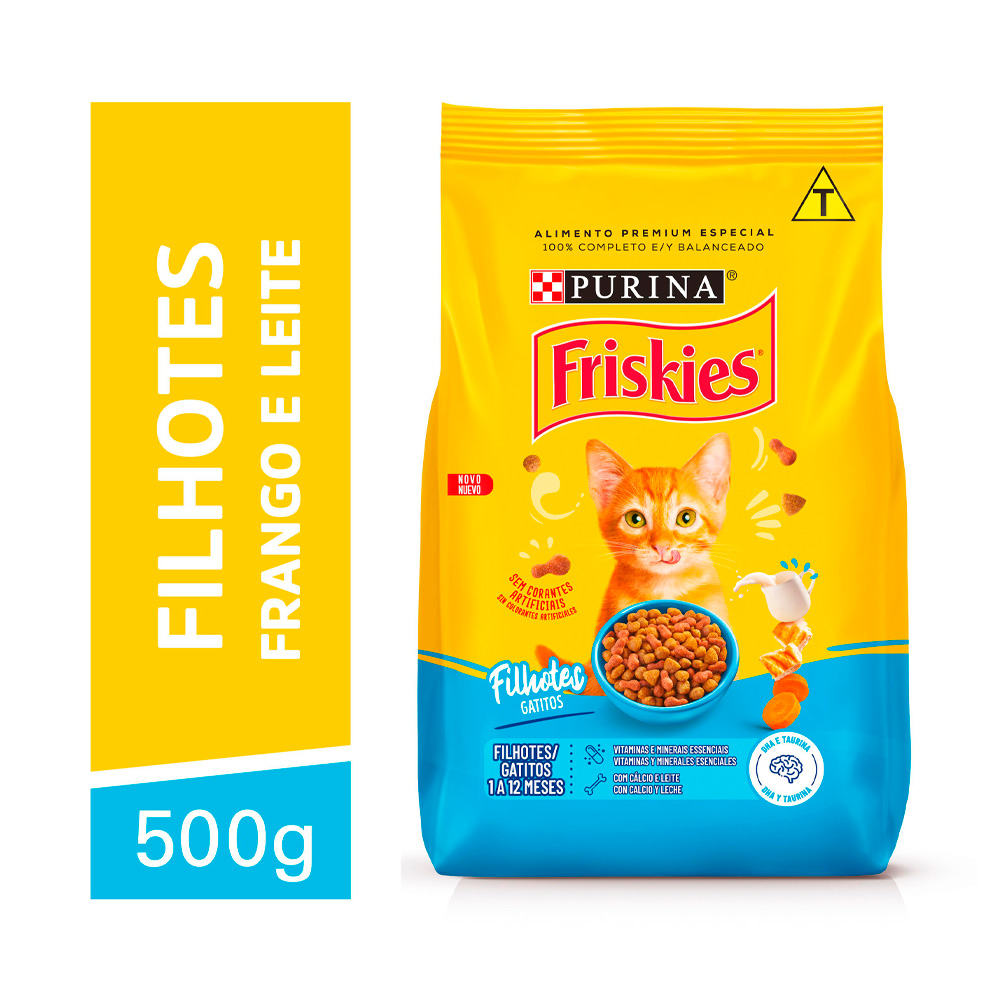 FILHOTES
FRANGO E LEITE
500g
T
ALIMENTO PREMIUM ESPECIAL
100% COMPLETO E/Y BALANCEADO
PURINA®
Friskies®
NOVO
NUEVO
SEM CORANTES
ARTIFICIAIS
SIN COLORANTES ARTIFICIALES
Filhotes
GATITOS
FILHOTES/
GATITOS
1 A 12 MESES
VITAMINAS E MINERAIS ESSENCIAIS
VITAMINAS Y MINERALES ESENCIALES
COM CÁLCIO E LEITE
CON CALCIO Y LECHE
DHA E TAURINA
DHA Y TAURINA